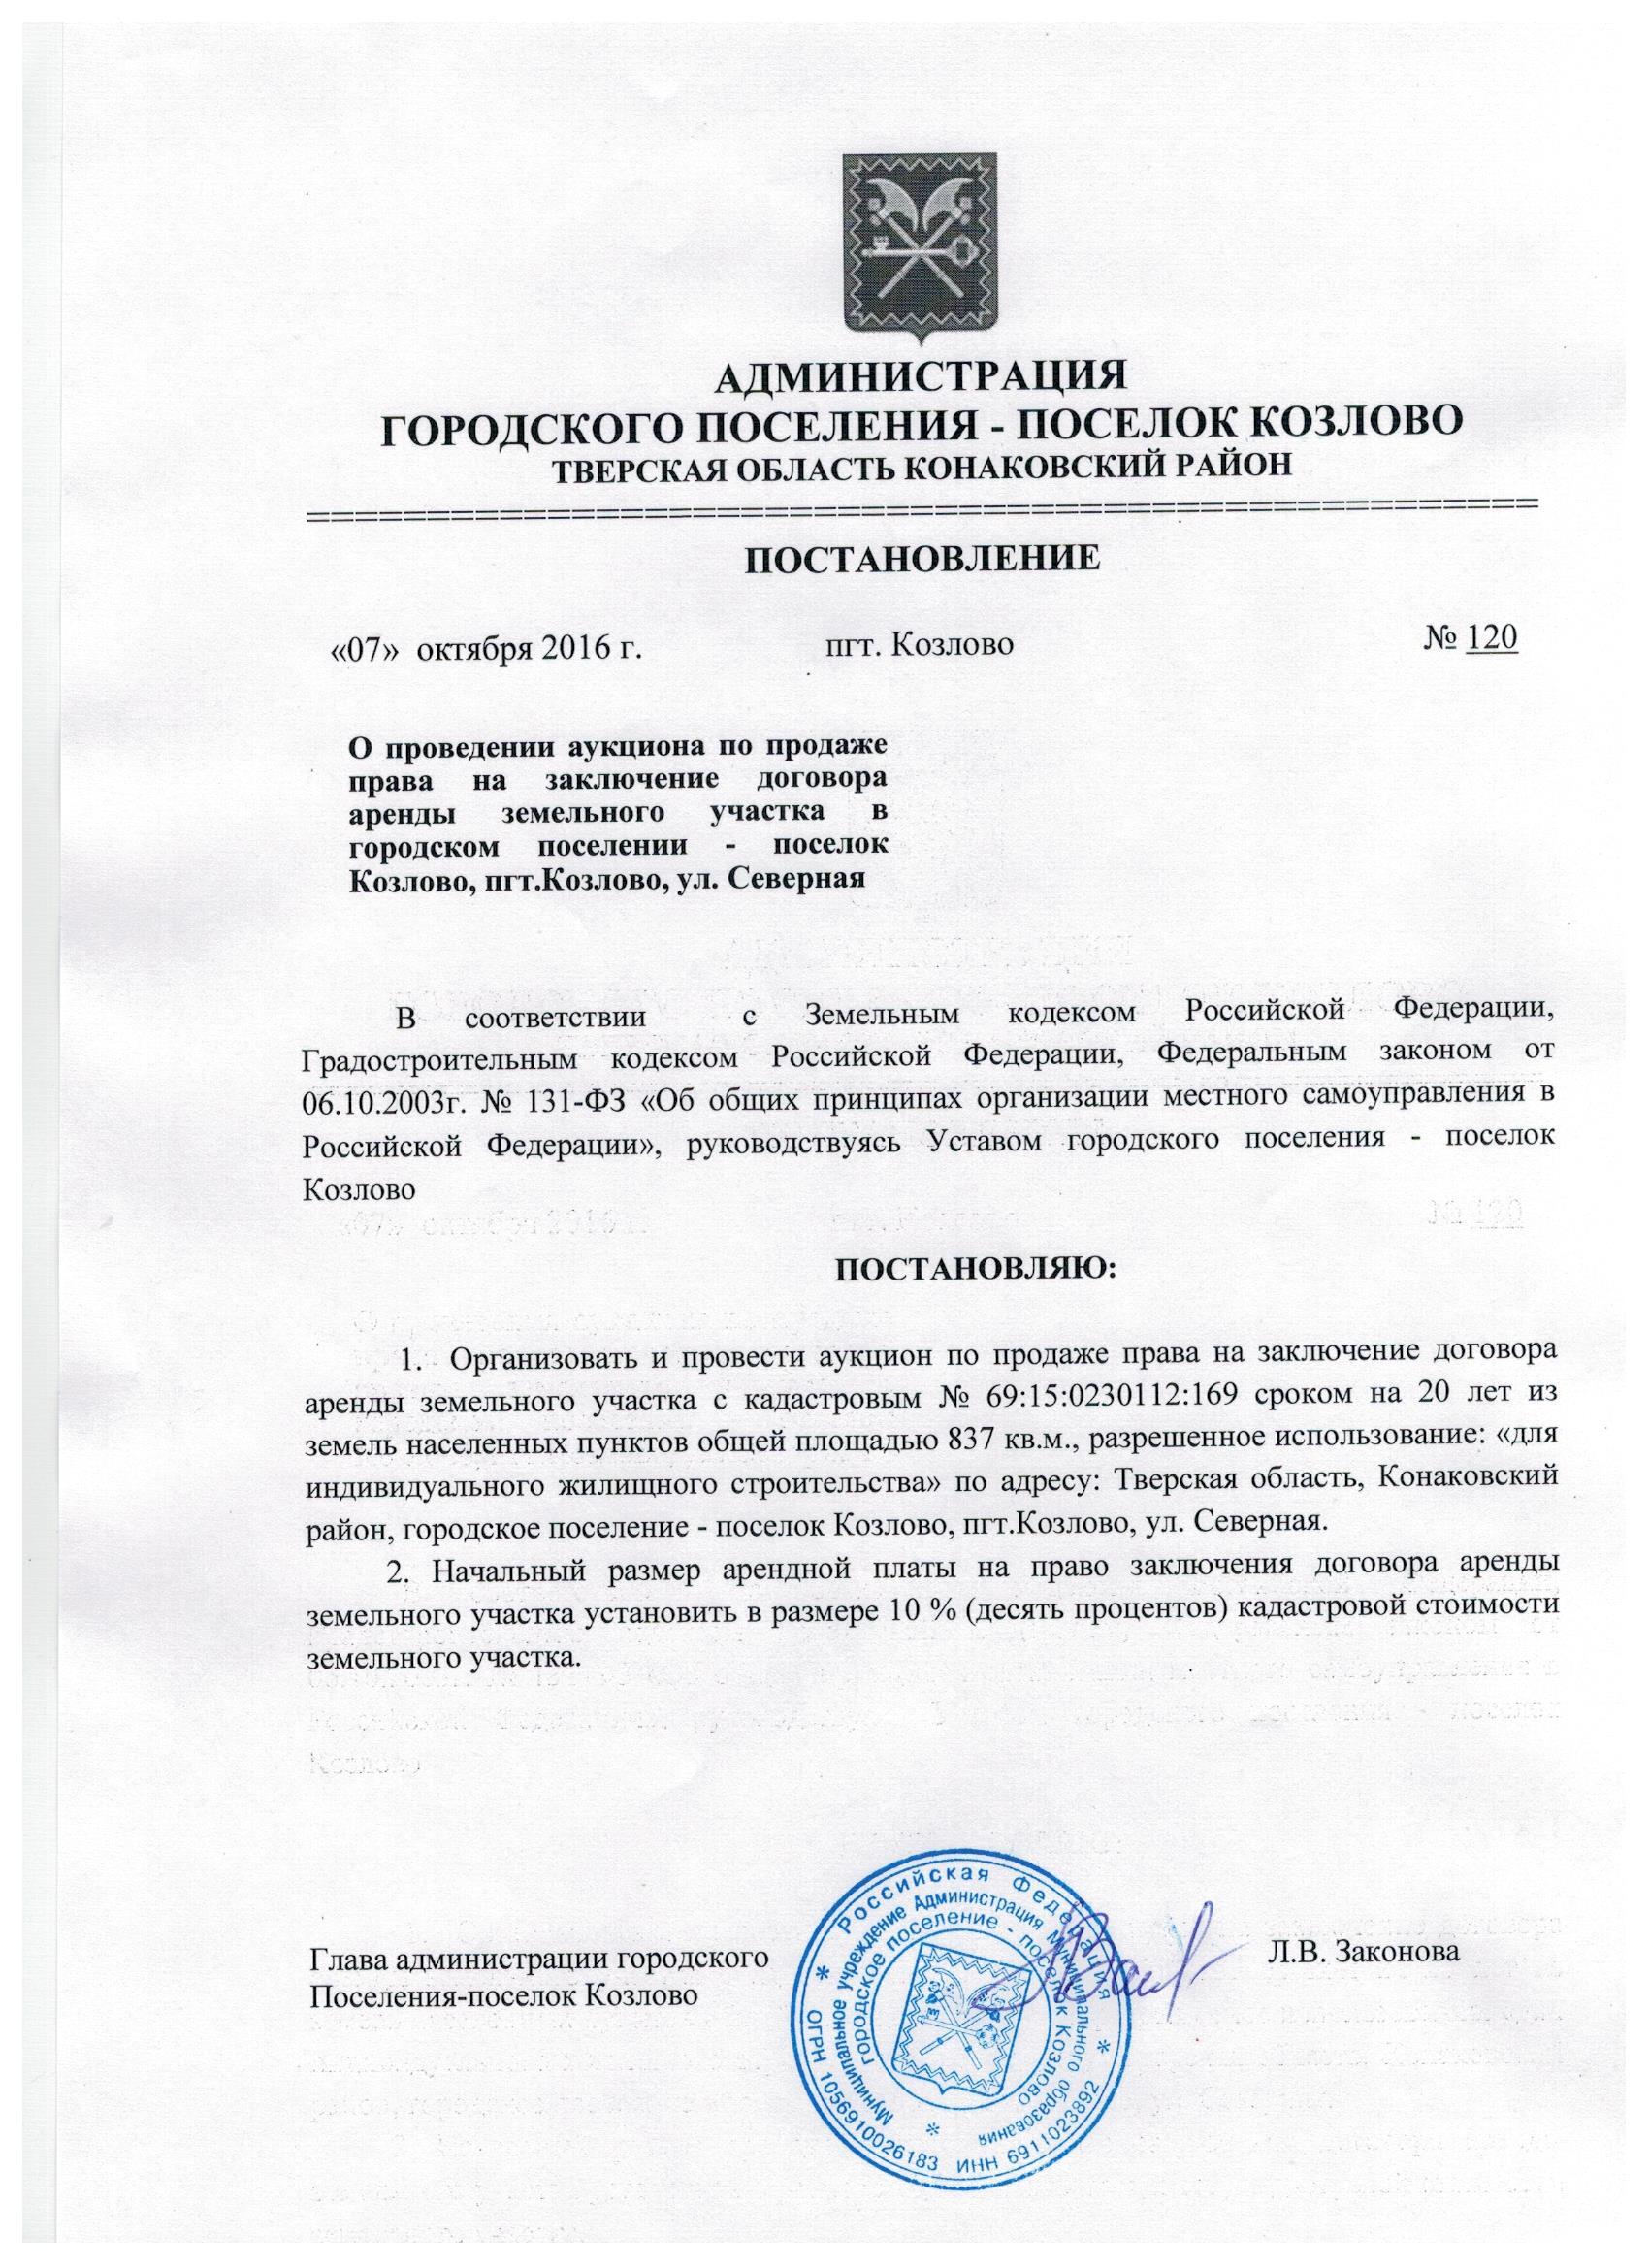 АДМИНИСТРАЦИЯ
ГОРОДСКОГО ПОСЕЛЕНИЯ - ПОСЕЛОК КОЗЛОВО
ТВЕРСКАЯ ОБЛАСТЬ КОНАКОВСКИЙ РАЙОН
===================================================
ПОСТАНОВЛЕНИЕ
«07» октября 2016 г. пгт. Козлово № 120
О проведении аукциона по продаже
права на заключение договора
аренды земельного участка в
городском поселении - поселок
Козлово, пгт.Козлово, ул. Северная
В соответствии с Земельным кодексом Российской Федерации,
Градостроительным кодексом Российской Федерации, Федеральным законом от
06.10.2003г. № 131-ФЗ «Об общих принципах организации местного самоуправления в
Российской Федерации», руководствуясь Уставом городского поселения - поселок
Козлово
ПОСТАНОВЛЯЮ:
1. Организовать и провести аукцион по продаже права на заключение договора
аренды земельного участка с кадастровым № 69:15:0230112:169 сроком на 20 лет из
земель населенных пунктов общей площадью 837 кв.м., разрешенное использование: «для
индивидуального жилищного строительства» по адресу: Тверская область, Конаковский
район, городское поселение - поселок Козлово, пгт.Козлово, ул. Северная.
2. Начальный размер арендной платы на право заключения договора аренды
земельного участка установить в размере 10 % (десять процентов) кадастровой стоимости
земельного участка.
Глава администрации городского
Поселения-поселок Козлово
Л.В. Законова
* Российская Федерация *
ОГРН 1056910026183 ИНН 6911023892
Муниципальное учреждение Администрация Муниципального образования *
городское поселение - поселок Козлово